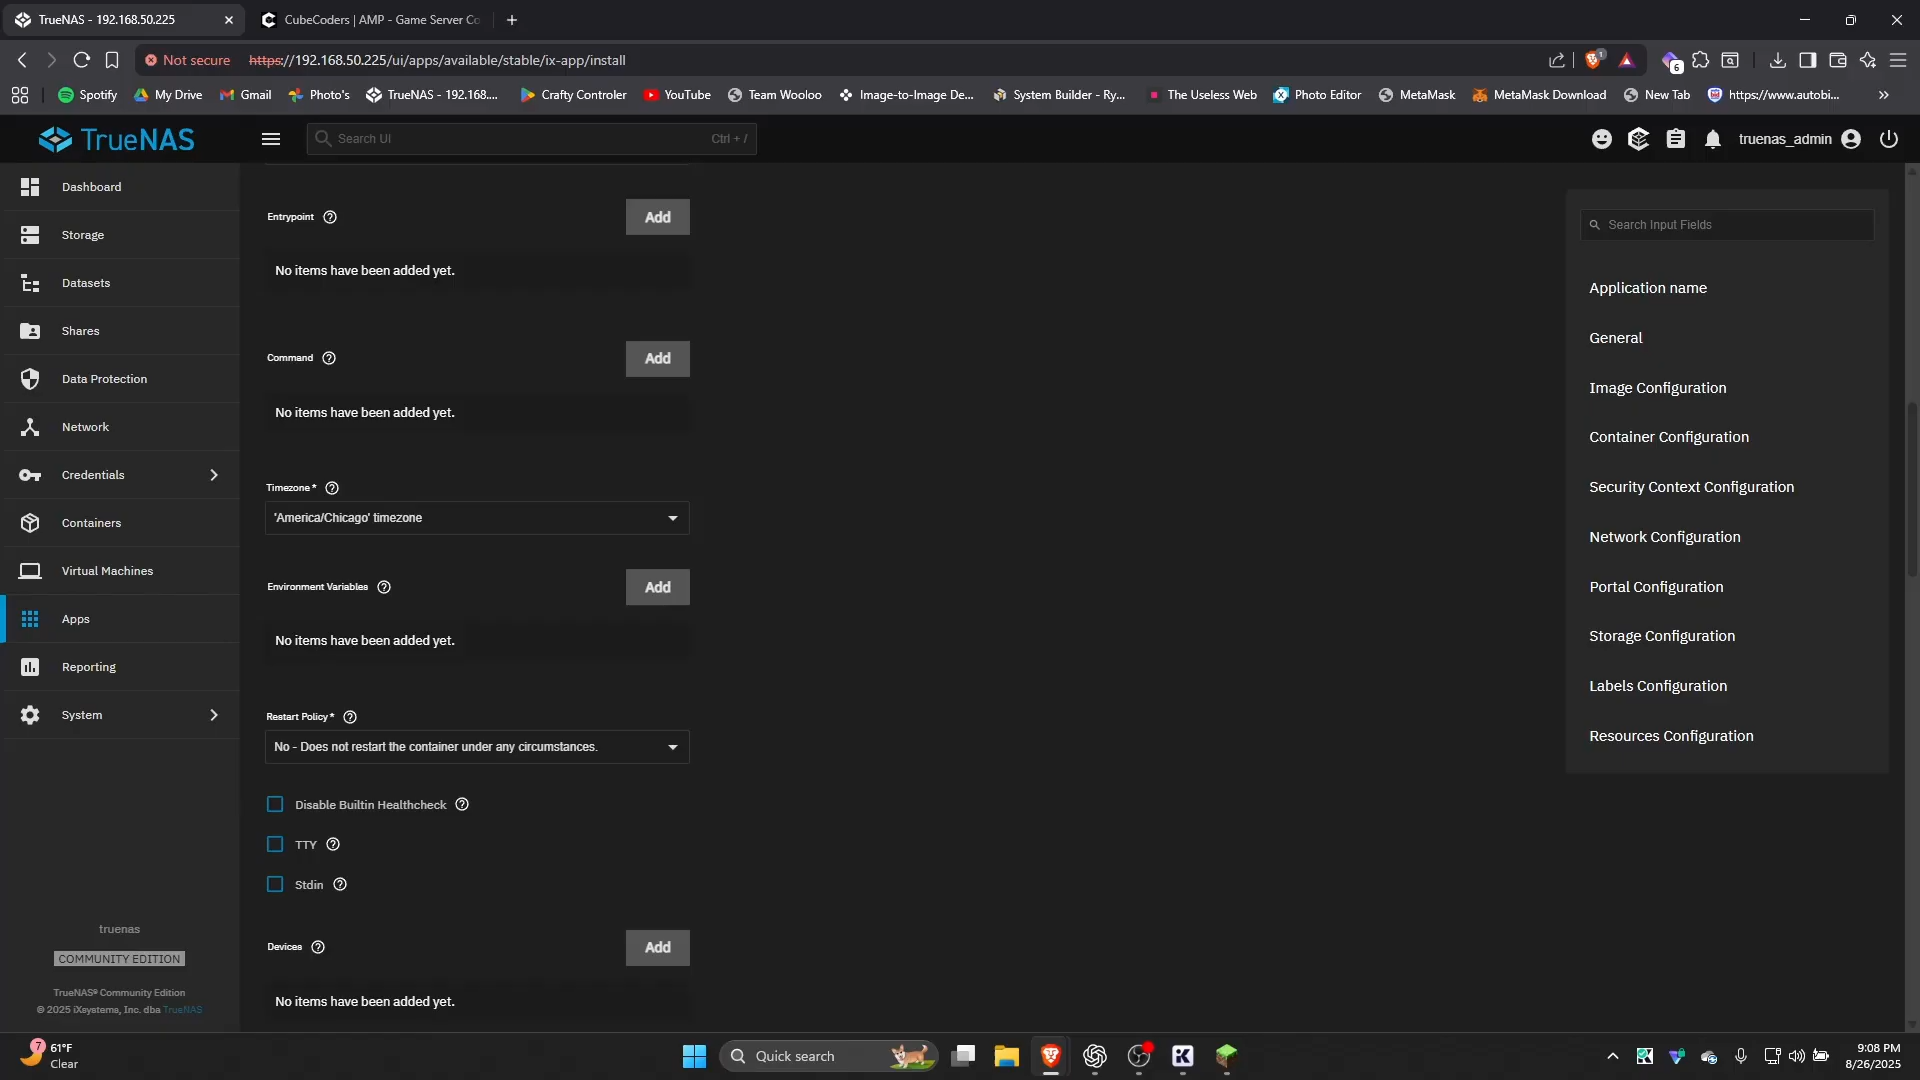 TrueNAS - 192.168.50.225
CubeCoders | AMP - Game Server Co
Not secure
https://192.168.50.225/ui/apps/available/stable/ix-app/install
1
6
Spotify
My Drive
Gmail
Photo's
TrueNAS - 192.168....
Crafty Controler
YouTube
Team Wooloo
Image-to-Image De...
System Builder - Ry...
The Useless Web
Photo Editor
MetaMask
MetaMask Download
New Tab
https://www.autobi...
TrueNAS
Search UI
Ctrl + /
truenas_admin
Dashboard
Storage
Datasets
Shares
Data Protection
Network
Credentials
Containers
Virtual Machines
Apps
Reporting
System
truenas
COMMUNITY EDITION
TrueNAS® Community Edition
© 2025 iXsystems, Inc. dba TrueNAS
Entrypoint
Add
No items have been added yet.
Command
Add
No items have been added yet.
Timezone *
'America/Chicago' timezone
Environment Variables
Add
No items have been added yet.
Restart Policy *
No - Does not restart the container under any circumstances.
Disable Builtin Healthcheck
TTY
Stdin
Devices
Add
No items have been added yet.
Search Input Fields
Application name
General
Image Configuration
Container Configuration
Security Context Configuration
Network Configuration
Portal Configuration
Storage Configuration
Labels Configuration
Resources Configuration
7
61°F
Clear
Quick search
K
9:08 PM
8/26/2025